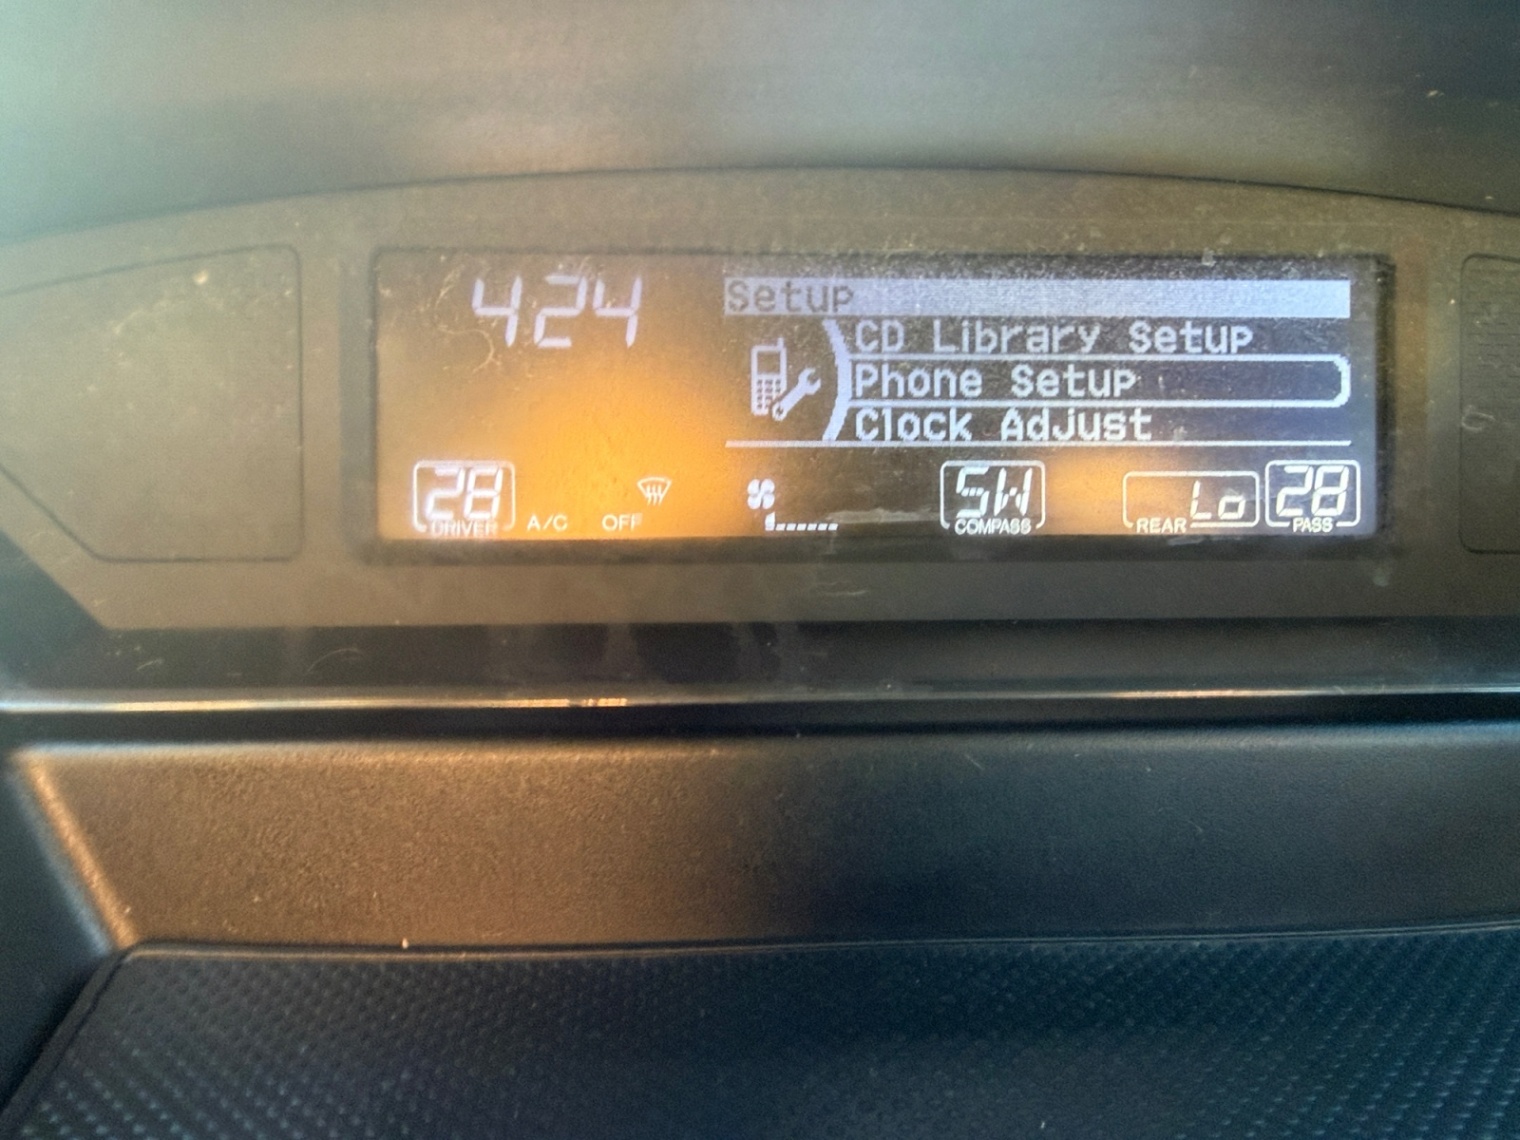 424
Setup
CD Library Setup
Phone Setup
Clock Adjust
28 SW Lo 28
DRIVER A/C OFF COMPASS REAR PASS